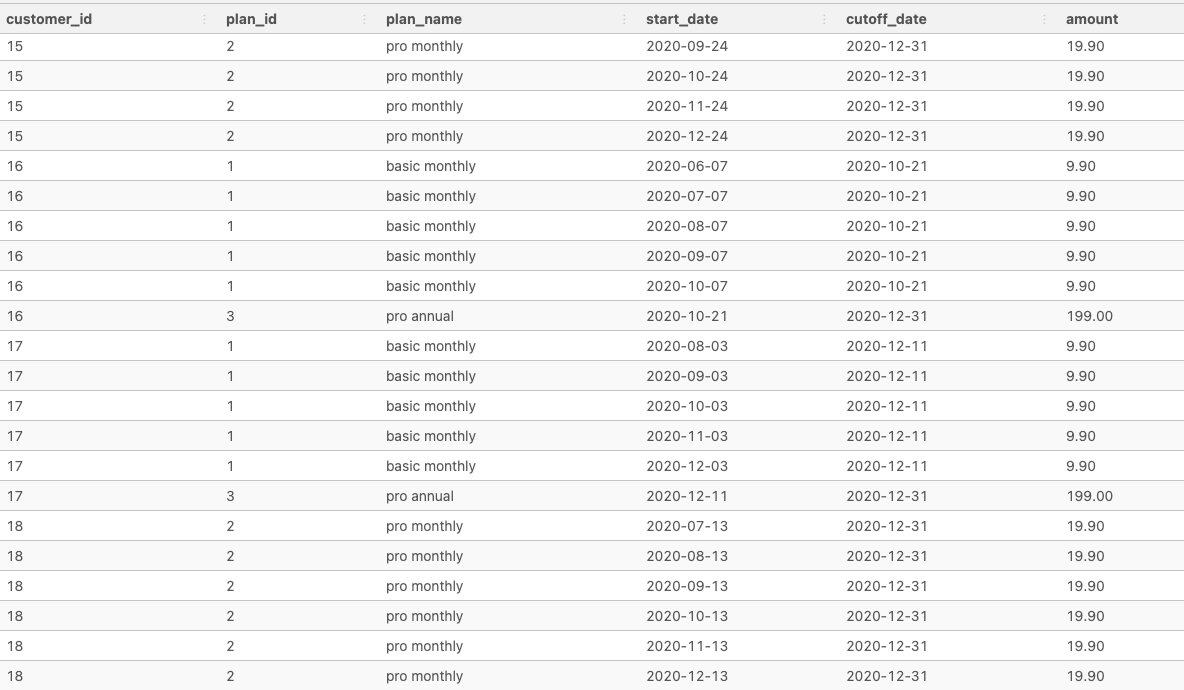 customer_id plan_id plan_name start_date cutoff_date amount
15 2 pro monthly 2020-09-24 2020-12-31 19.90
15 2 pro monthly 2020-10-24 2020-12-31 19.90
15 2 pro monthly 2020-11-24 2020-12-31 19.90
15 2 pro monthly 2020-12-24 2020-12-31 19.90
16 1 basic monthly 2020-06-07 2020-10-21 9.90
16 1 basic monthly 2020-07-07 2020-10-21 9.90
16 1 basic monthly 2020-08-07 2020-10-21 9.90
16 1 basic monthly 2020-09-07 2020-10-21 9.90
16 1 basic monthly 2020-10-07 2020-10-21 9.90
16 3 pro annual 2020-10-21 2020-12-31 199.00
17 1 basic monthly 2020-08-03 2020-12-11 9.90
17 1 basic monthly 2020-09-03 2020-12-11 9.90
17 1 basic monthly 2020-10-03 2020-12-11 9.90
17 1 basic monthly 2020-11-03 2020-12-11 9.90
17 1 basic monthly 2020-12-03 2020-12-11 9.90
17 3 pro annual 2020-12-11 2020-12-31 199.00
18 2 pro monthly 2020-07-13 2020-12-31 19.90
18 2 pro monthly 2020-08-13 2020-12-31 19.90
18 2 pro monthly 2020-09-13 2020-12-31 19.90
18 2 pro monthly 2020-10-13 2020-12-31 19.90
18 2 pro monthly 2020-11-13 2020-12-31 19.90
18 2 pro monthly 2020-12-13 2020-12-31 19.90